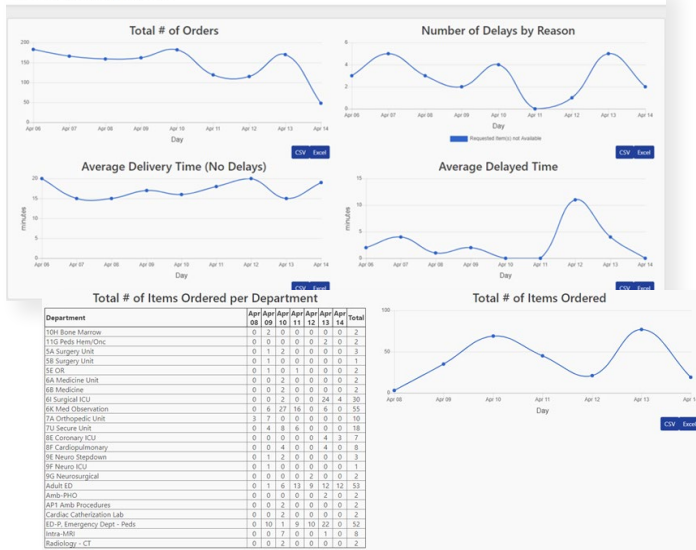 Total # of Orders
200
150
100
50
0
Apr 06 Apr 07 Apr 08 Apr 09 Apr 10 Apr 11 Apr 12 Apr 13 Apr 14
Day
CSV Excel
Number of Delays by Reason
6
4
2
0
Apr 06 Apr 07 Apr 08 Apr 09 Apr 10 Apr 11 Apr 12 Apr 13 Apr 14
Day
Requested Item(s) not Available
CSV Excel
Average Delivery Time (No Delays)
minutes
20
15
10
5
0
Apr 06 Apr 07 Apr 08 Apr 09 Apr 10 Apr 11 Apr 12 Apr 13 Apr 14
Day
CSV Excel
Average Delayed Time
minutes
15
10
5
0
Apr 06 Apr 07 Apr 08 Apr 09 Apr 10 Apr 11 Apr 12 Apr 13 Apr 14
Day
CSV Excel
Total # of Items Ordered per Department
Department Apr 08 Apr 09 Apr 10 Apr 11 Apr 12 Apr 13 Apr 14 Total
10H Bone Marrow 0 2 0 0 0 0 0 2
11G Peds Hem/Onc 0 0 0 0 0 2 0 2
5A Surgery Unit 0 1 2 0 0 0 0 3
5B Surgery Unit 0 1 0 0 0 0 0 1
5E OR 0 1 0 1 0 0 0 2
6A Medicine Unit 0 0 2 0 0 0 0 2
6B Medicine 0 0 2 0 0 0 0 2
6I Surgical ICU 0 0 2 0 0 24 4 30
6K Med Observation 0 6 27 16 0 6 0 55
7A Orthopedic Unit 3 7 0 0 0 0 0 10
7U Secure Unit 0 4 8 6 0 0 0 18
8E Coronary ICU 0 0 0 0 0 4 3 7
8F Cardiopulmonary 0 0 4 0 0 4 0 8
9E Neuro Stepdown 0 1 2 0 0 0 0 3
9F Neuro ICU 0 1 0 0 0 0 0 1
9G Neurosurgical 0 0 0 0 2 0 0 2
Adult ED 0 1 6 13 9 12 12 53
Amb-PHO 0 0 0 0 0 2 0 2
AP1 Amb Procedures 0 0 2 0 0 0 0 2
Cardiac Catherization Lab 0 0 2 0 0 0 0 2
ED-P, Emergency Dept - Peds 0 10 1 9 10 22 0 52
Intra-MRI 0 0 7 0 0 1 0 8
Radiology - CT 0 0 2 0 0 0 0 2
Total # of Items Ordered
100
50
0
Apr 08 Apr 09 Apr 10 Apr 11 Apr 12 Apr 13 Apr 1
Day
CSV Excel